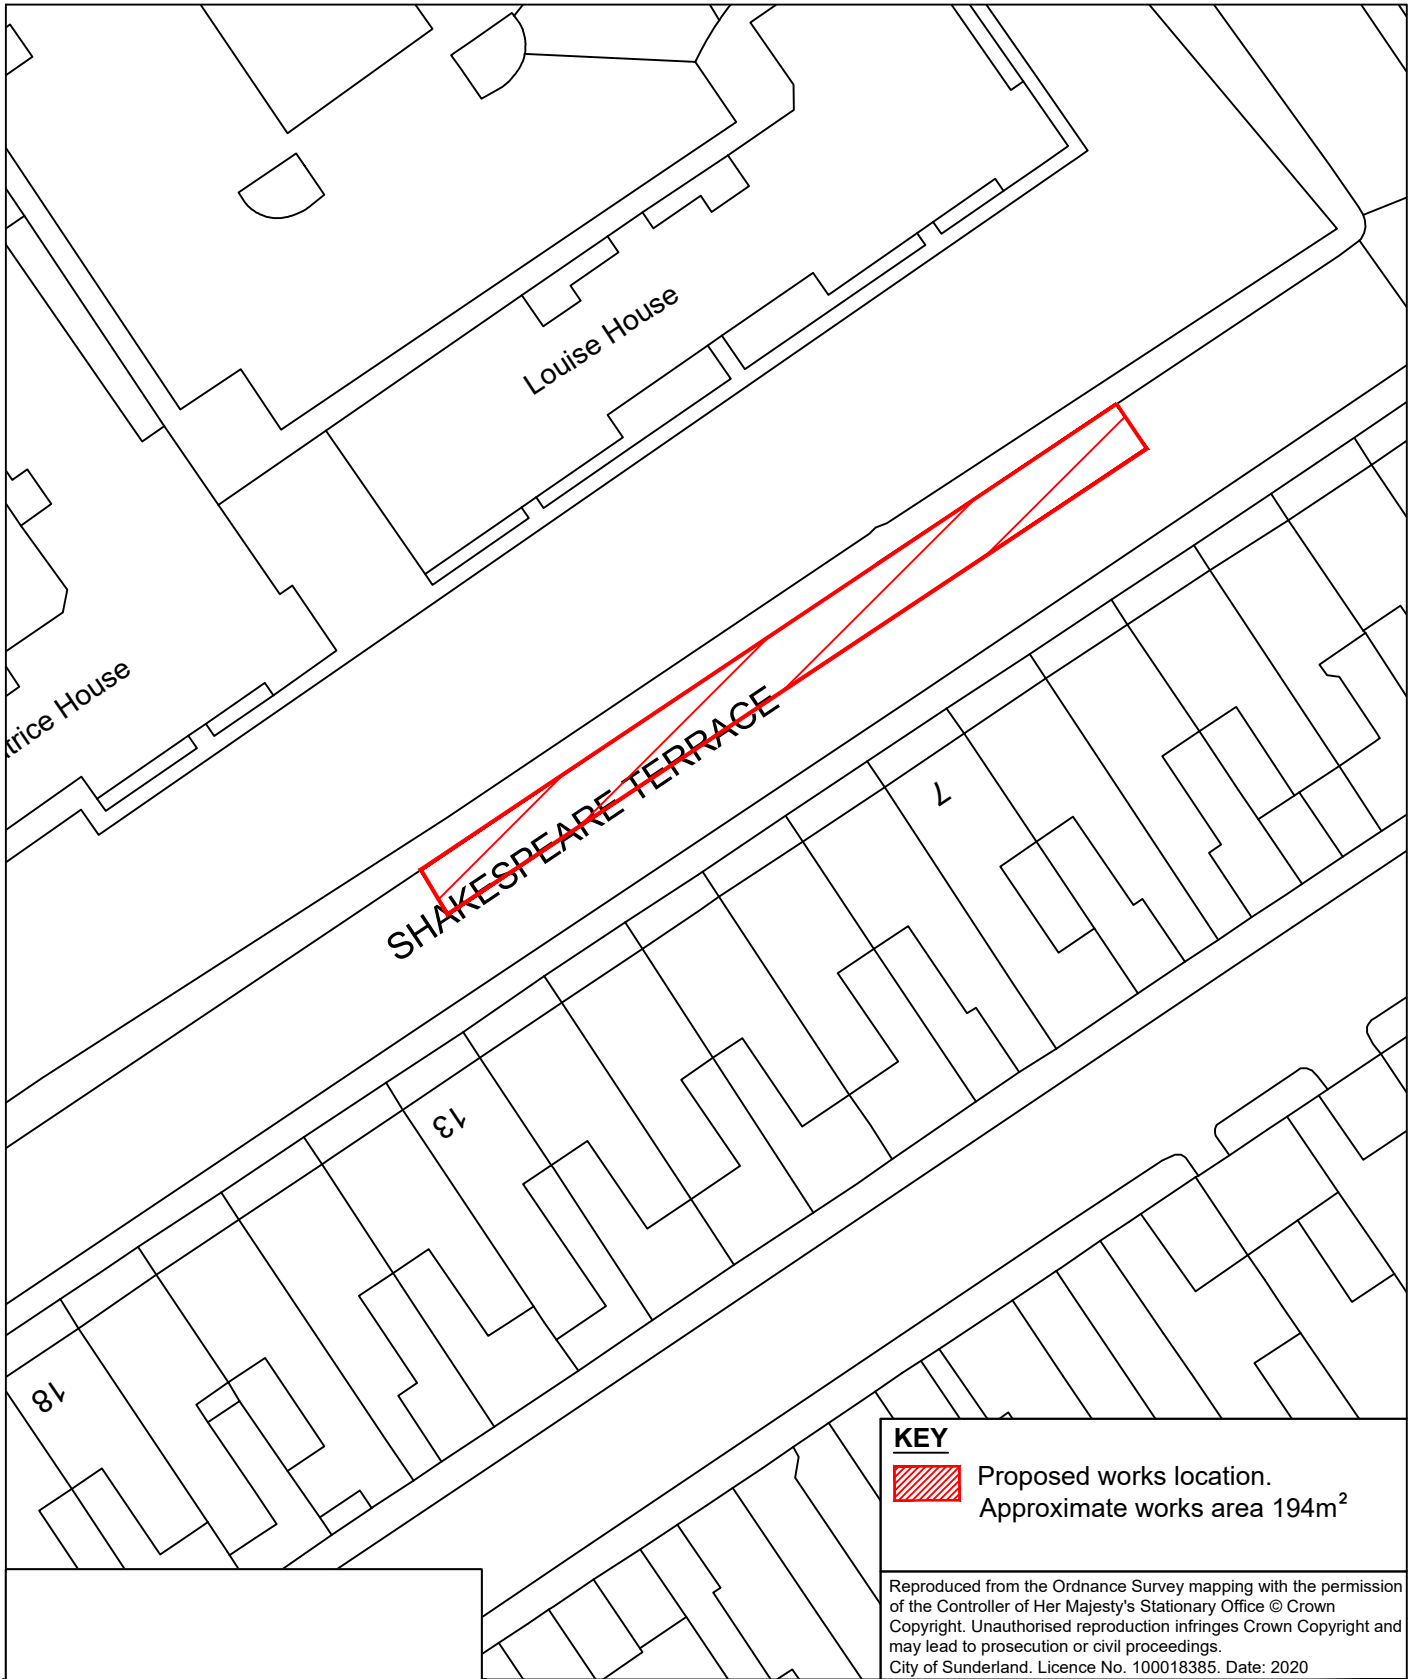 Louise House
trice House
SHAKESPEARE TERRACE
7
13
18
KEY
Proposed works location.
Approximate works area 194m²
Reproduced from the Ordnance Survey mapping with the permission
of the Controller of Her Majesty's Stationary Office © Crown
Copyright. Unauthorised reproduction infringes Crown Copyright and
may lead to prosecution or civil proceedings.
City of Sunderland. Licence No. 100018385. Date: 2020